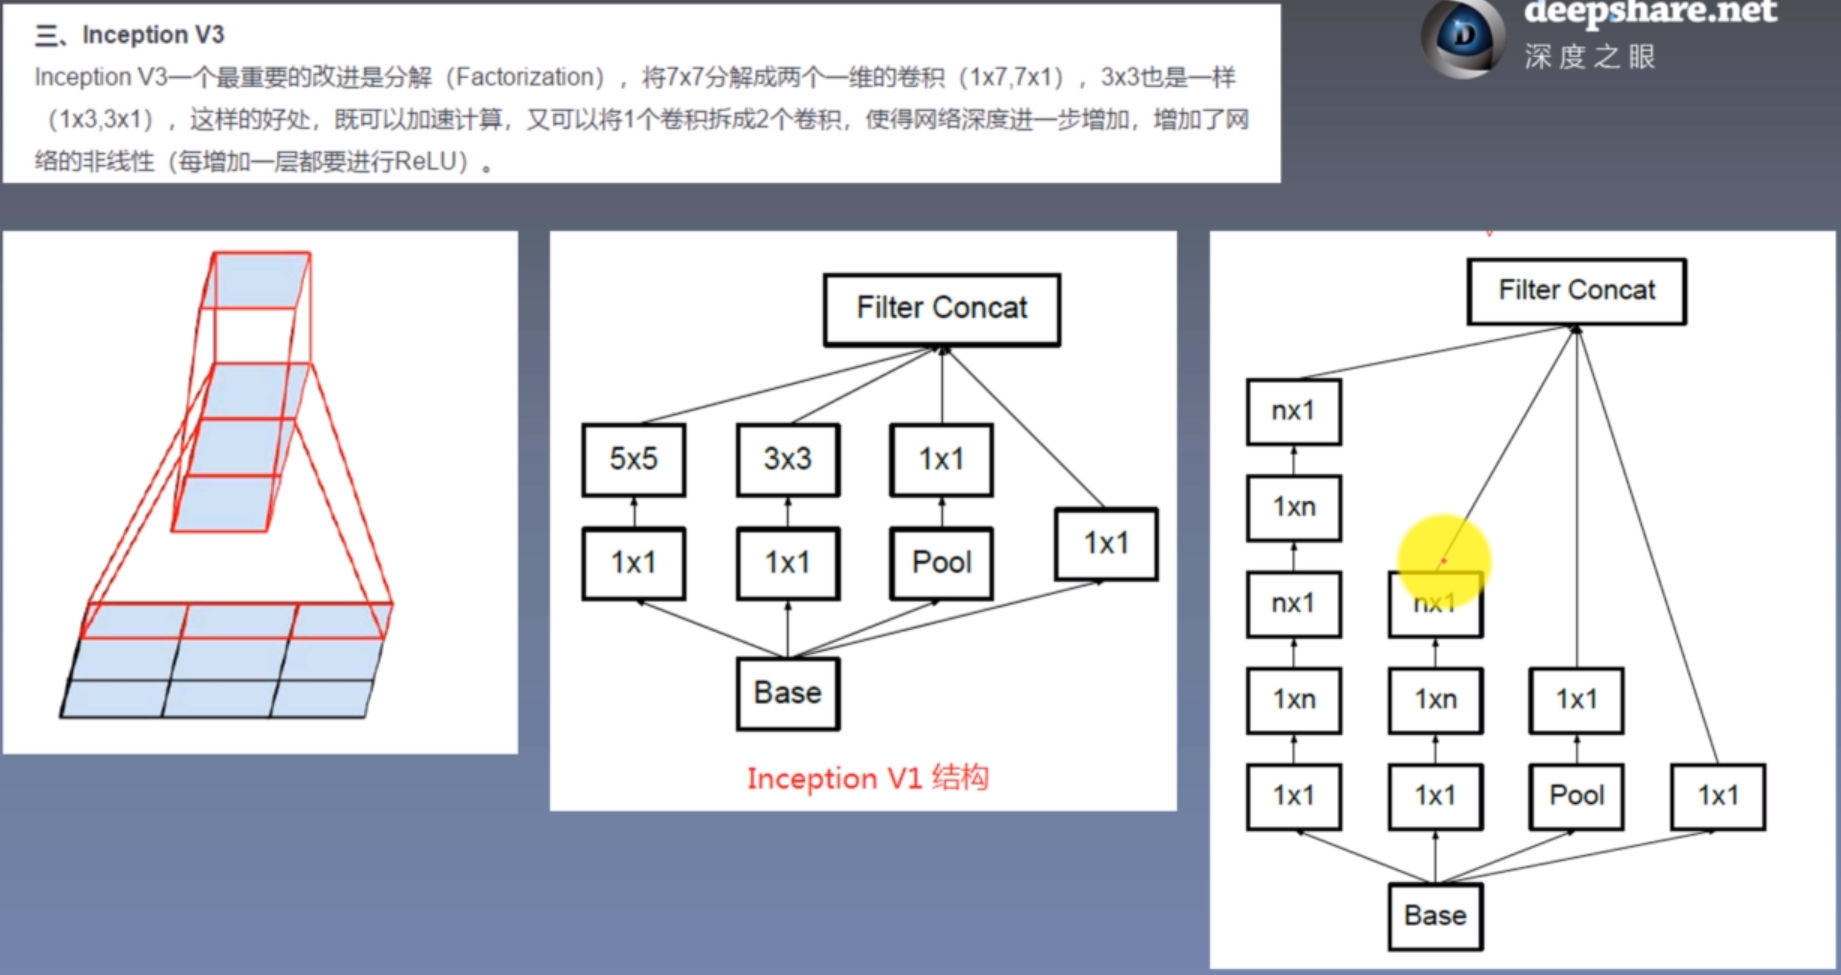 deepshare.net
深度之眼
三、Inception V3
Inception V3一个最重要的改进是分解（Factorization），将7x7分解成两个一维的卷积（1x7,7x1），3x3也是一样
（1x3,3x1），这样的好处，既可以加速计算，又可以将1个卷积拆成2个卷积，使得网络深度进一步增加，增加了网
络的非线性（每增加一层都要进行ReLU）。
Filter Concat
5x5
3x3
1x1
1x1
1x1
1x1
Pool
Base
Inception V1 结构
Filter Concat
nx1
1xn
nx1
nx1
1xn
1xn
1x1
1x1
1x1
Pool
1x1
Base